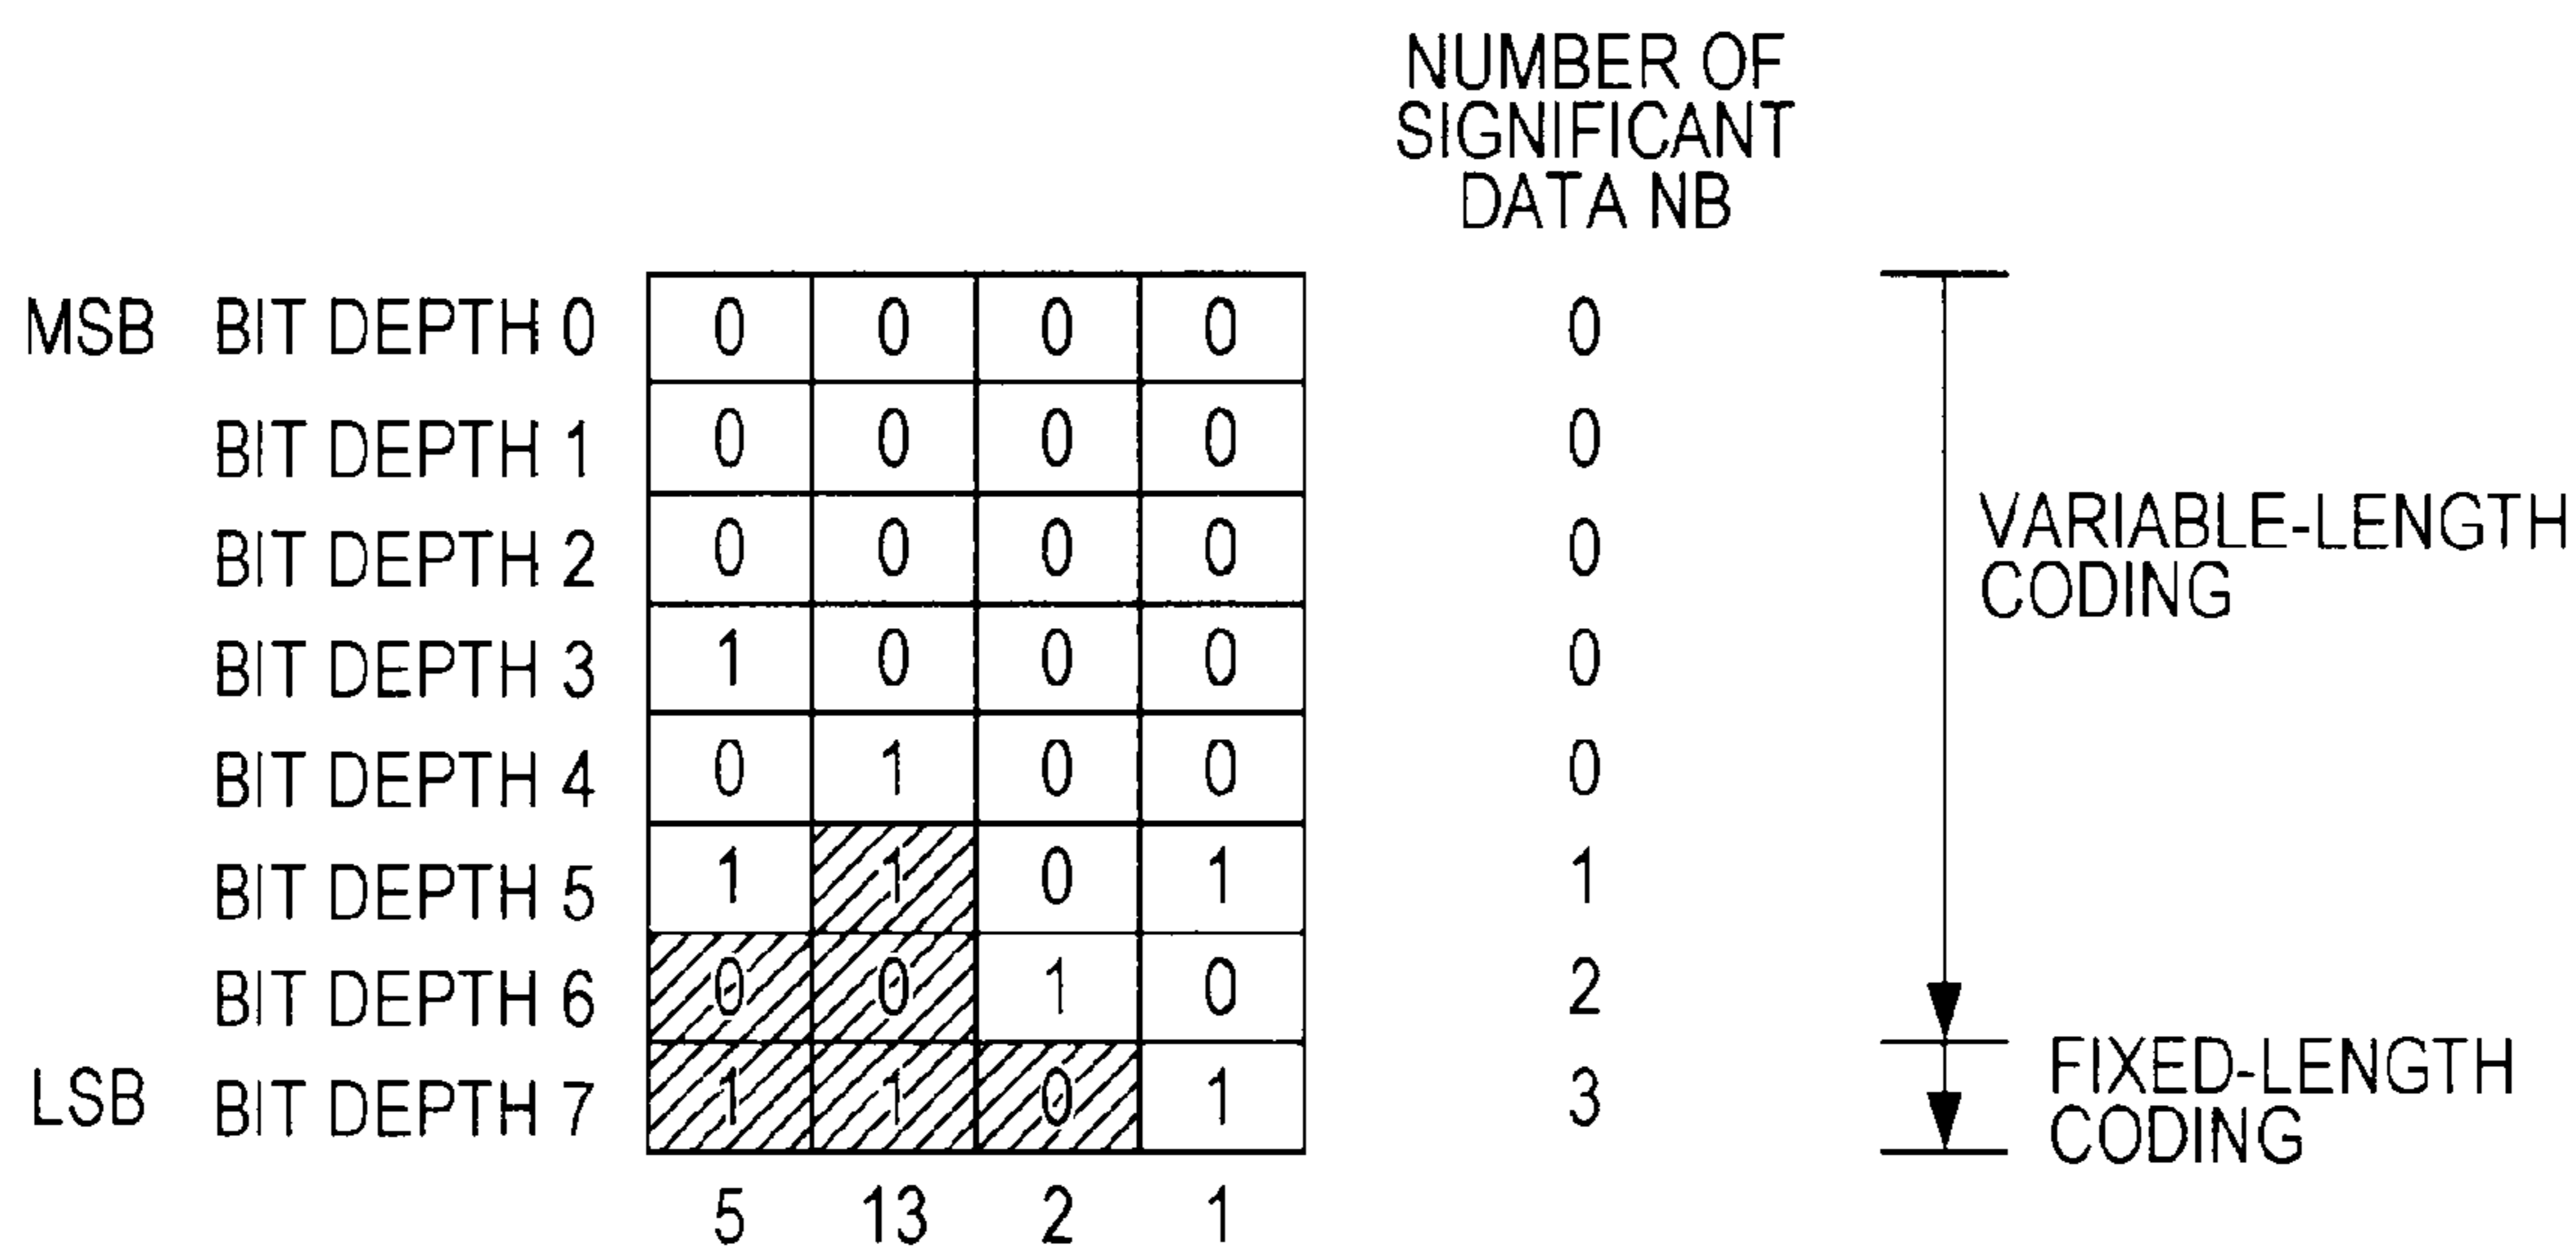 NUMBER OF
SIGNIFICANT
DATA NB
MSB BIT DEPTH 0 0 0 0 0 0
BIT DEPTH 1 0 0 0 0 0
BIT DEPTH 2 0 0 0 0 0
BIT DEPTH 3 1 0 0 0 0
BIT DEPTH 4 0 1 0 0 0
BIT DEPTH 5 1 1 0 1 1
BIT DEPTH 6 0 0 1 0 2
LSB BIT DEPTH 7 1 1 0 1 3
5 13 2 1
VARIABLE-LENGTH
CODING
FIXED-LENGTH
CODING